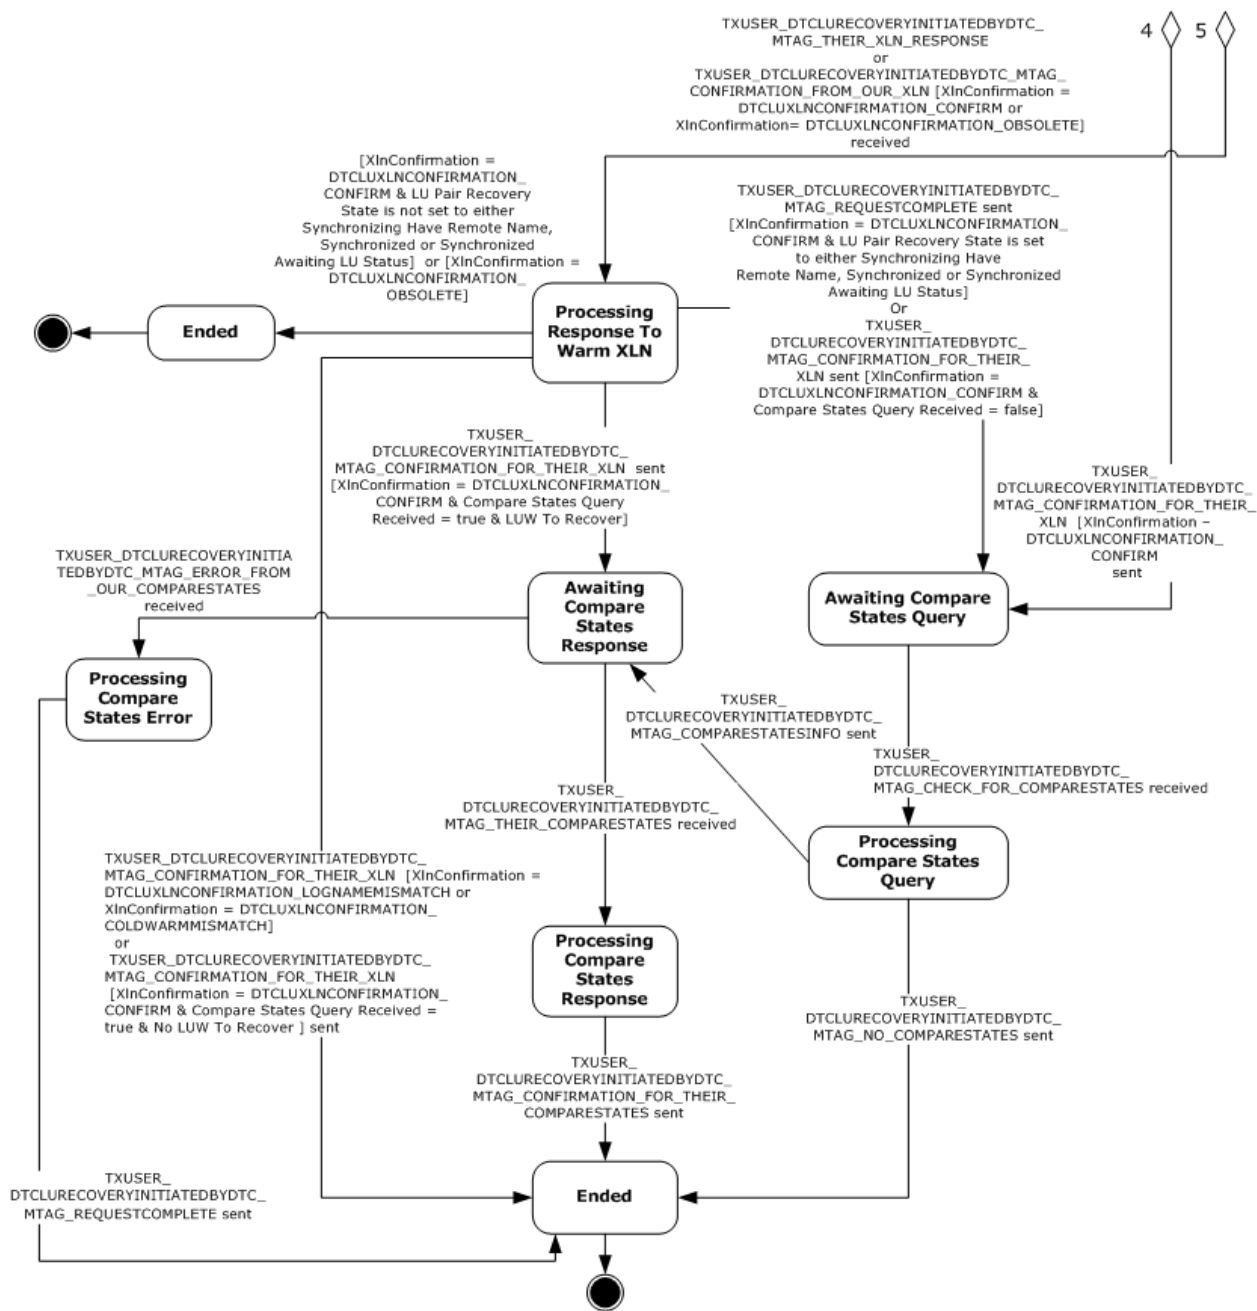 TXUSER_DTCLURECOVERYINITIATEDBYDTC_
MTAG_THEIR_XLN_RESPONSE
or
TXUSER_DTCLURECOVERYINITIATEDBYDTC_MTAG_
CONFIRMATION_FROM_OUR_XLN [XlnConfirmation =
DTCLUXLNCONFIRMATION_CONFIRM or
XlnConfirmation= DTCLUXLNCONFIRMATION_OBSOLETE]
received
4
5
[XlnConfirmation =
DTCLUXLNCONFIRMATION_
CONFIRM & LU Pair Recovery
State is not set to either
Synchronizing Have Remote Name,
Synchronized or Synchronized
Awaiting LU Status] or [XlnConfirmation =
DTCLUXLNCONFIRMATION_
OBSOLETE]
TXUSER_DTCLURECOVERYINITIATEDBYDTC_
MTAG_REQUESTCOMPLETE sent
[XlnConfirmation = DTCLUXLNCONFIRMATION_
CONFIRM & LU Pair Recovery State is set
to either Synchronizing Have
Remote Name, Synchronized or Synchronized
Awaiting LU Status]
Or
TXUSER_
DTCLURECOVERYINITIATEDBYDTC_
MTAG_CONFIRMATION_FOR_THEIR_
XLN sent [XlnConfirmation =
DTCLUXLNCONFIRMATION_CONFIRM &
Compare States Query Received = false]
Ended
Processing
Response To
Warm XLN
TXUSER_
DTCLURECOVERYINITIATEDBYDTC_
MTAG_CONFIRMATION_FOR_THEIR_XLN sent
[XlnConfirmation = DTCLUXLNCONFIRMATION_
CONFIRM & Compare States Query
Received = true & LUW To Recover]
TXUSER_
DTCLURECOVERYINITIATEDBYDTC_
MTAG_CONFIRMATION_FOR_THEIR_
XLN [XlnConfirmation –
DTCLUXLNCONFIRMATION_
CONFIRM
sent
TXUSER_DTCLURECOVERYINITIA
TEDBYDTC_MTAG_ERROR_FROM
_OUR_COMPARESTATES
received
Awaiting
Compare
States
Response
Awaiting Compare
States Query
Processing
Compare
States Error
TXUSER_
DTCLURECOVERYINITIATEDBYDTC_
MTAG_COMPARESTATESINFO sent
TXUSER_
DTCLURECOVERYINITIATEDBYDTC_
MTAG_CHECK_FOR_COMPARESTATES received
TXUSER_
DTCLURECOVERYINITIATEDBYDTC_
MTAG_THEIR_COMPARESTATES received
Processing
Compare States
Query
TXUSER_DTCLURECOVERYINITIATEDBYDTC_
MTAG_CONFIRMATION_FOR_THEIR_XLN [XlnConfirmation =
DTCLUXLNCONFIRMATION_LOGNAMEMISMATCH or
XlnConfirmation = DTCLUXLNCONFIRMATION_
COLDWARMMISMATCH]
or
TXUSER_DTCLURECOVERYINITIATEDBYDTC_
MTAG_CONFIRMATION_FOR_THEIR_XLN
[XlnConfirmation = DTCLUXLNCONFIRMATION_
CONFIRM & Compare States Query Received =
true & No LUW To Recover ] sent
Processing
Compare
States
Response
TXUSER_
DTCLURECOVERYINITIATEDBYDTC_
MTAG_NO_COMPARESTATES sent
TXUSER_
DTCLURECOVERYINITIATEDBYDTC_
MTAG_CONFIRMATION_FOR_THEIR_
COMPARESTATES sent
TXUSER_
DTCLURECOVERYINITIATEDBYDTC_
MTAG_REQUESTCOMPLETE sent
Ended